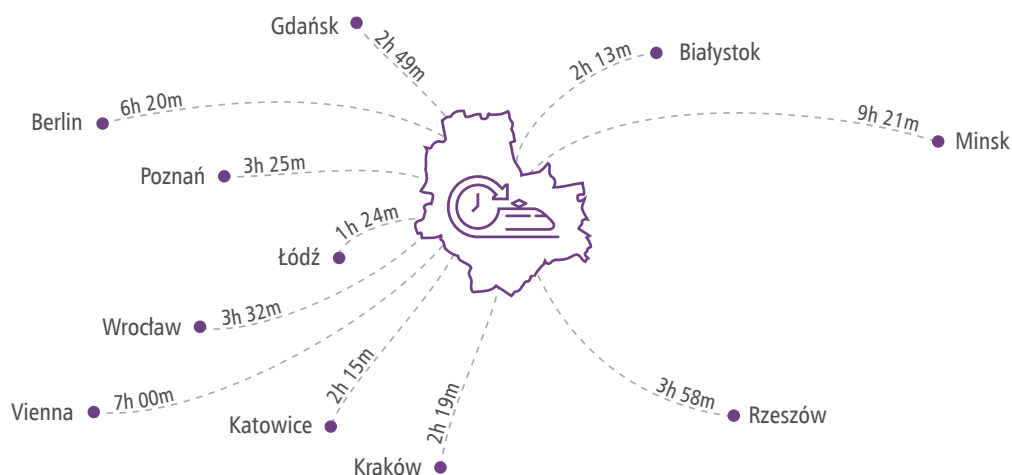 Gdańsk
2h 49m
Białystok
2h 13m
Berlin
6h 20m
Minsk
9h 21m
Poznań
3h 25m
Łódź
1h 24m
Wrocław
3h 32m
Vienna
7h 00m
Katowice
2h 15m
Kraków
2h 19m
Rzeszów
3h 58m